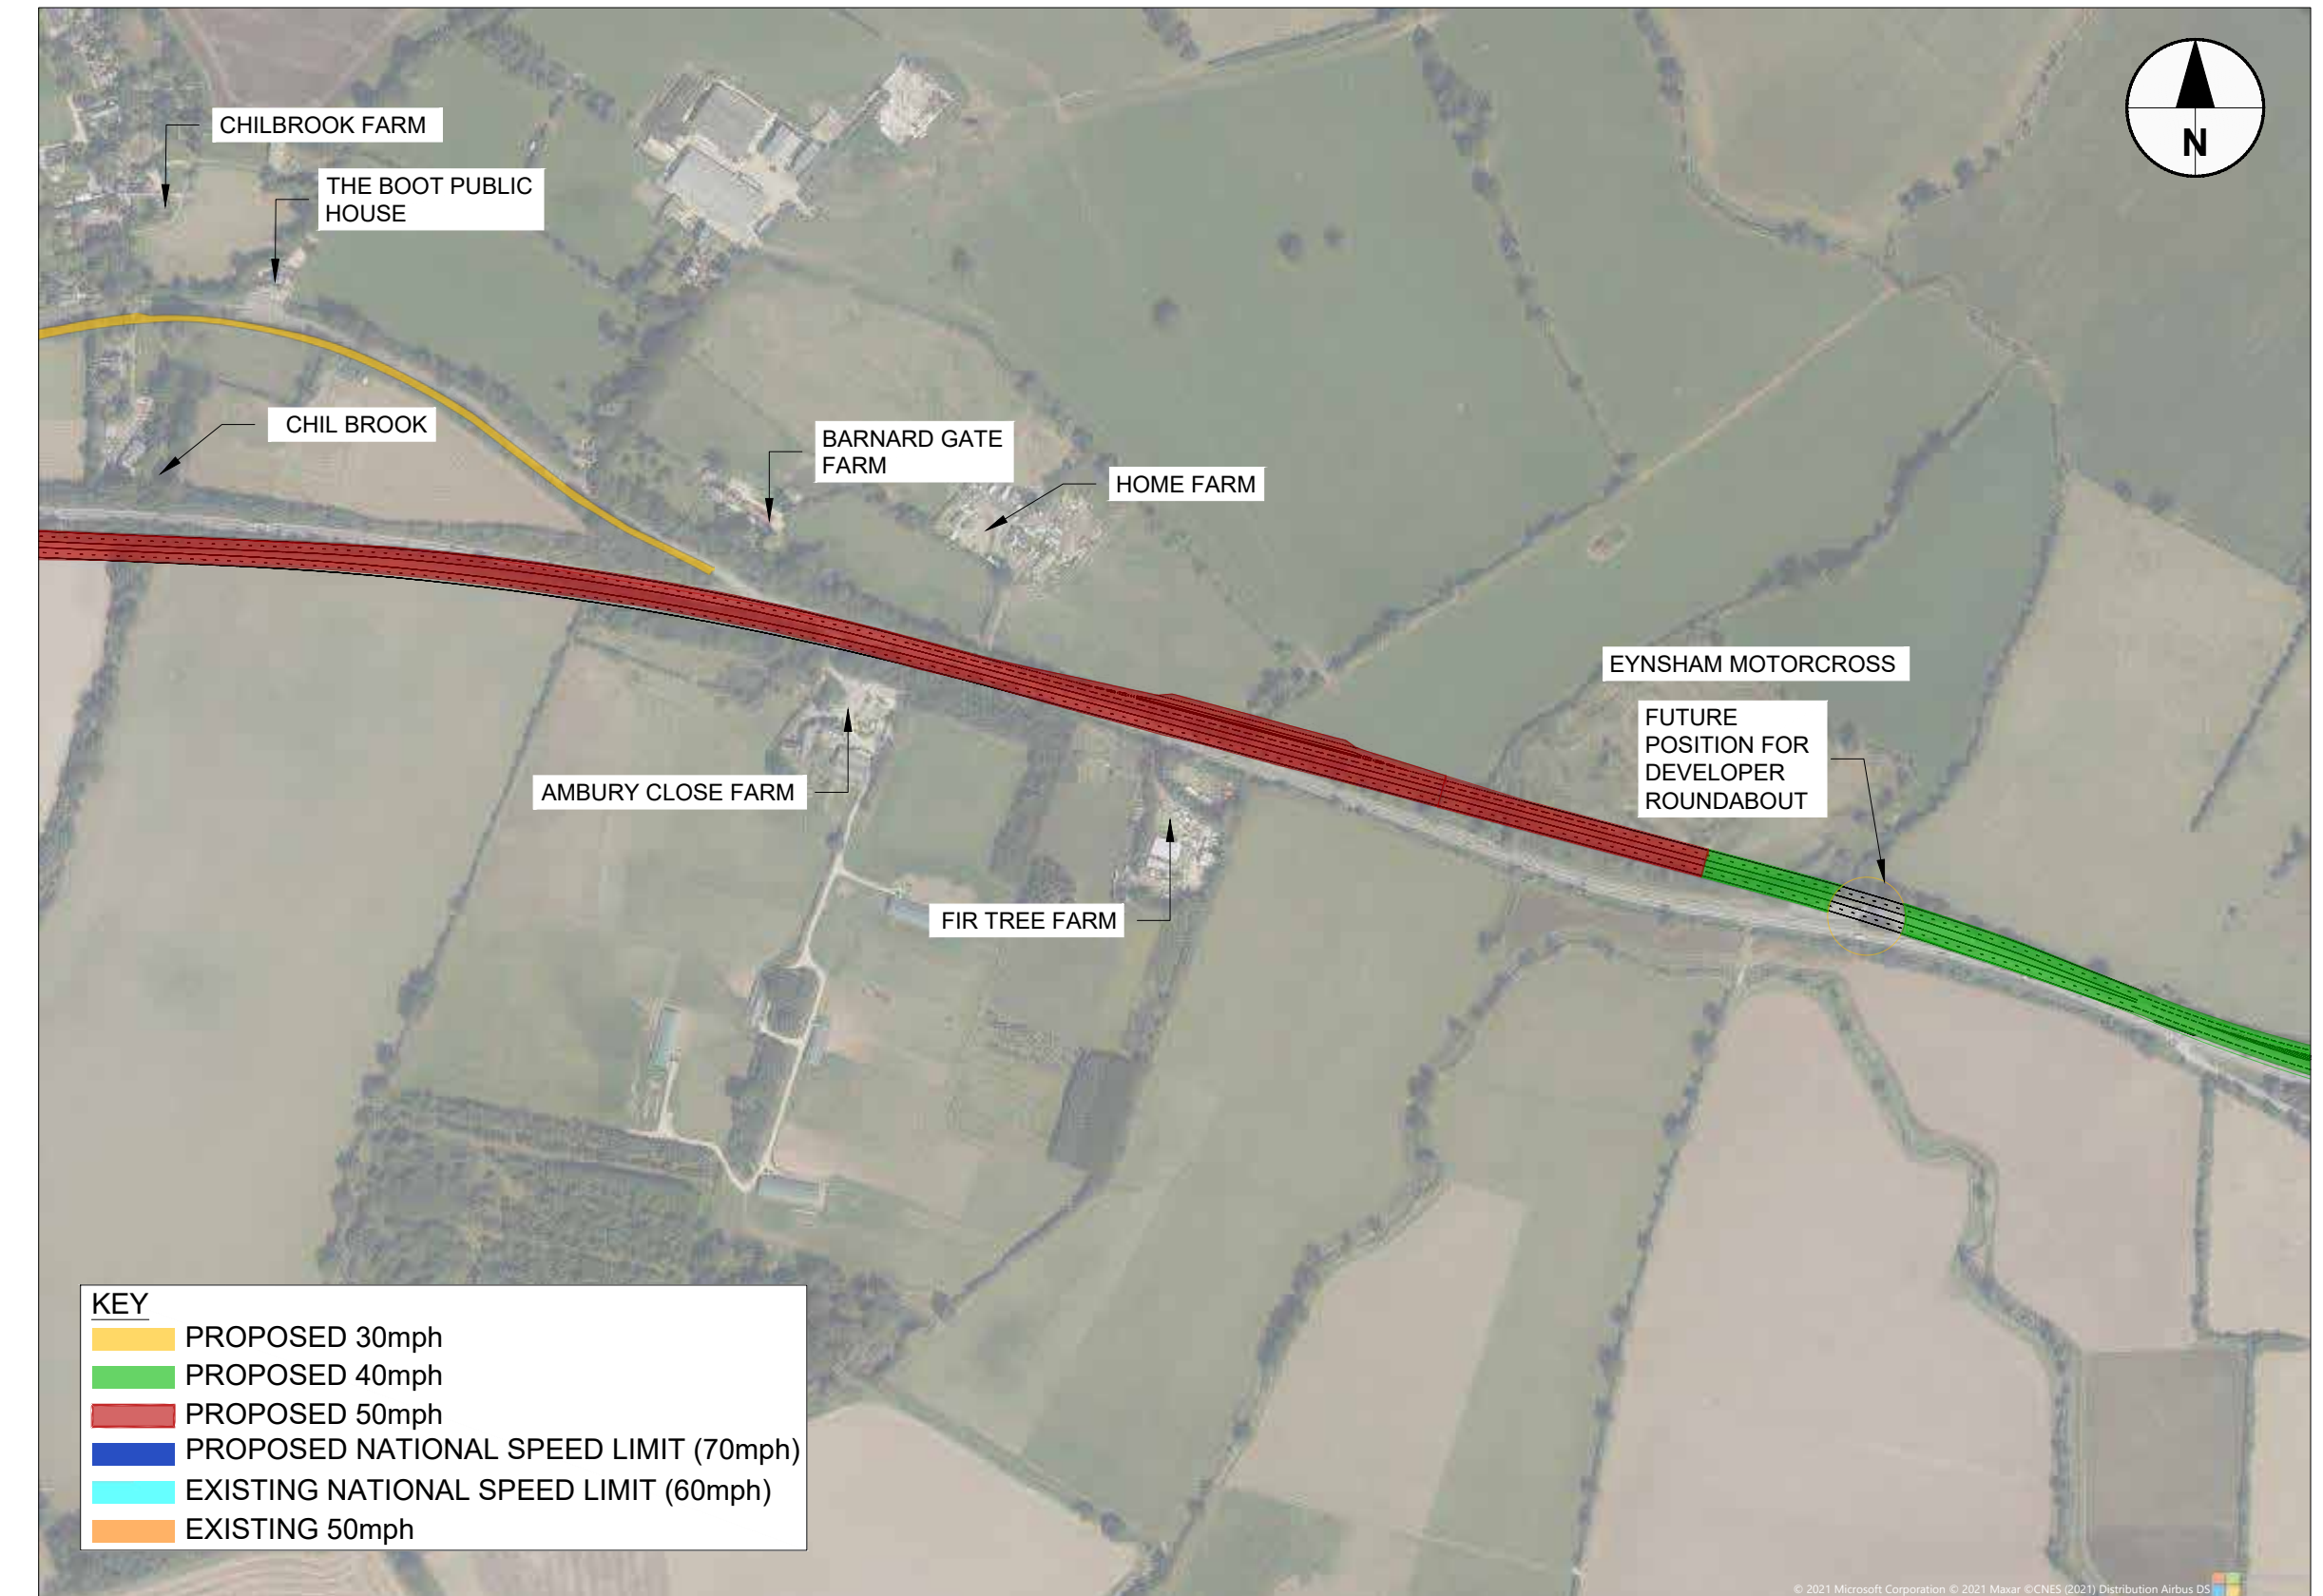 CHILBROOK FARM
THE BOOT PUBLIC
HOUSE
N
CHIL BROOK
BARNARD GATE
FARM
HOME FARM
EYNSHAM MOTORCROSS
FUTURE
POSITION FOR
DEVELOPER
ROUNDABOUT
AMBURY CLOSE FARM
FIR TREE FARM
KEY
PROPOSED 30mph
PROPOSED 40mph
PROPOSED 50mph
PROPOSED NATIONAL SPEED LIMIT (70mph)
EXISTING NATIONAL SPEED LIMIT (60mph)
EXISTING 50mph
© 2021 Microsoft Corporation © 2021 Maxar ©CNES (2021) Distribution Airbus DS